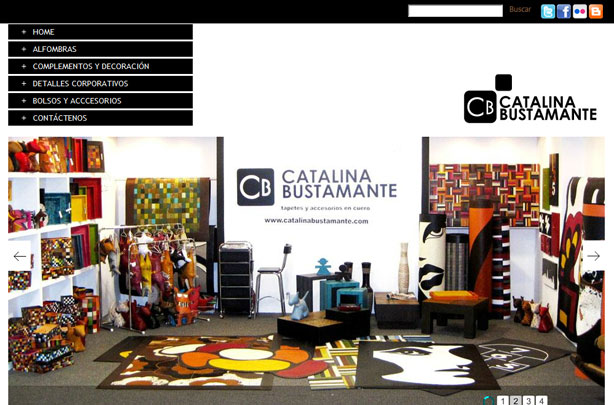 Buscar
+ HOME
+ ALFOMBRAS
+ COMPLEMENTOS Y DECORACIÓN
+ DETALLES CORPORATIVOS
+ BOLSOS Y ACCCESORIOS
+ CONTÁCTENOS
CB CATALINA
BUSTAMANTE
CB CATALINA
BUSTAMANTE
tapetes y accesorios en cuero
www.catalinabustamante.com
1 2 3 4